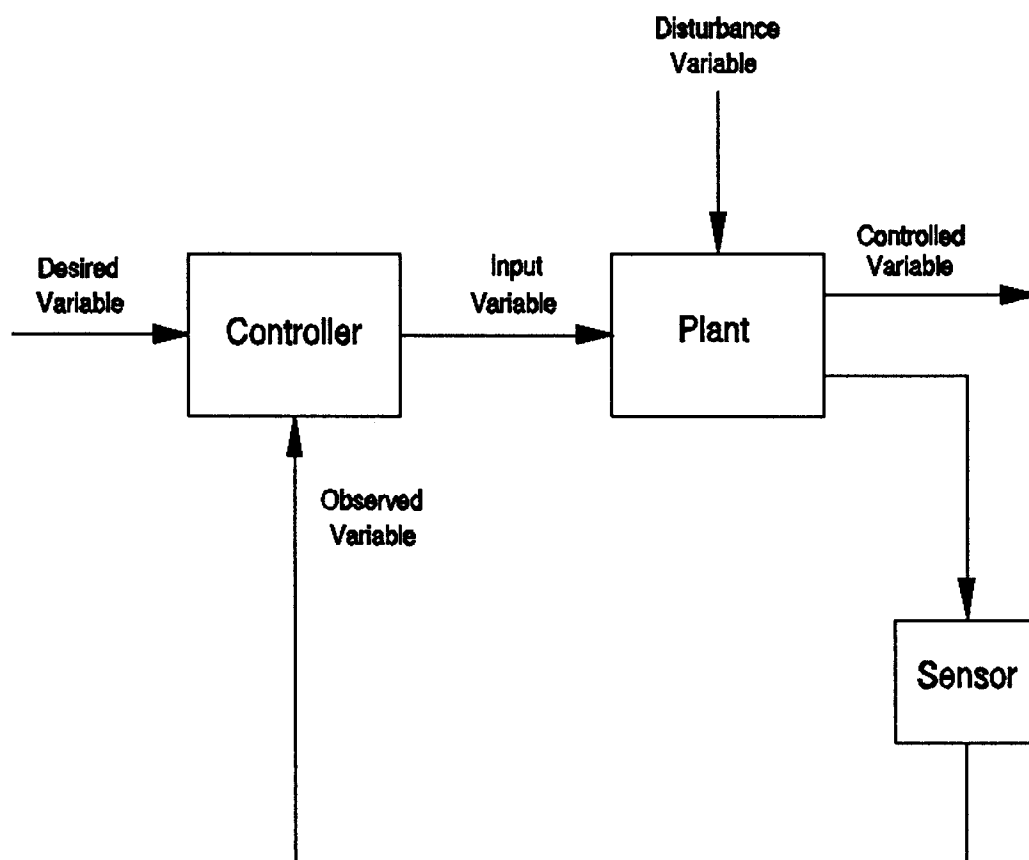 Disturbance
Variable
Desired
Variable
Controller
Input
Variable
Plant
Controlled
Variable
Observed
Variable
Sensor